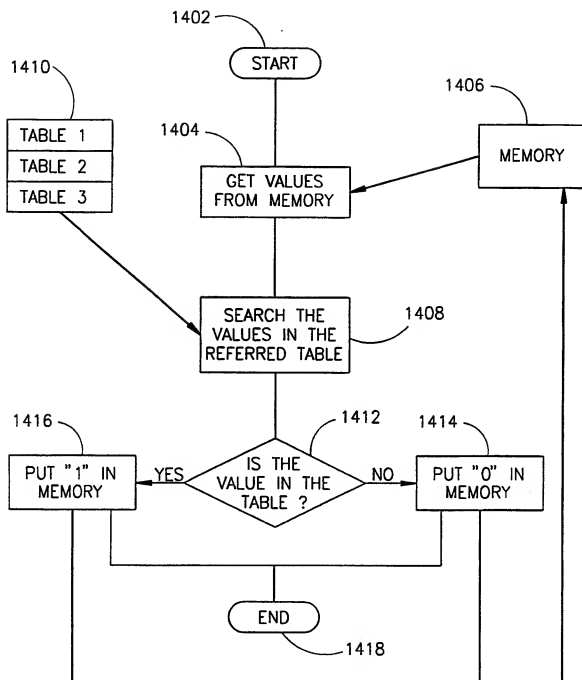 1402
START
1410
TABLE 1
TABLE 2
TABLE 3
1404
GET VALUES
FROM MEMORY
1406
MEMORY
SEARCH THE
VALUES IN THE
REFERRED TABLE
1408
1416
PUT "1" IN
MEMORY
YES
1412
IS THE
VALUE IN THE
TABLE ?
NO
1414
PUT "0" IN
MEMORY
END
1418